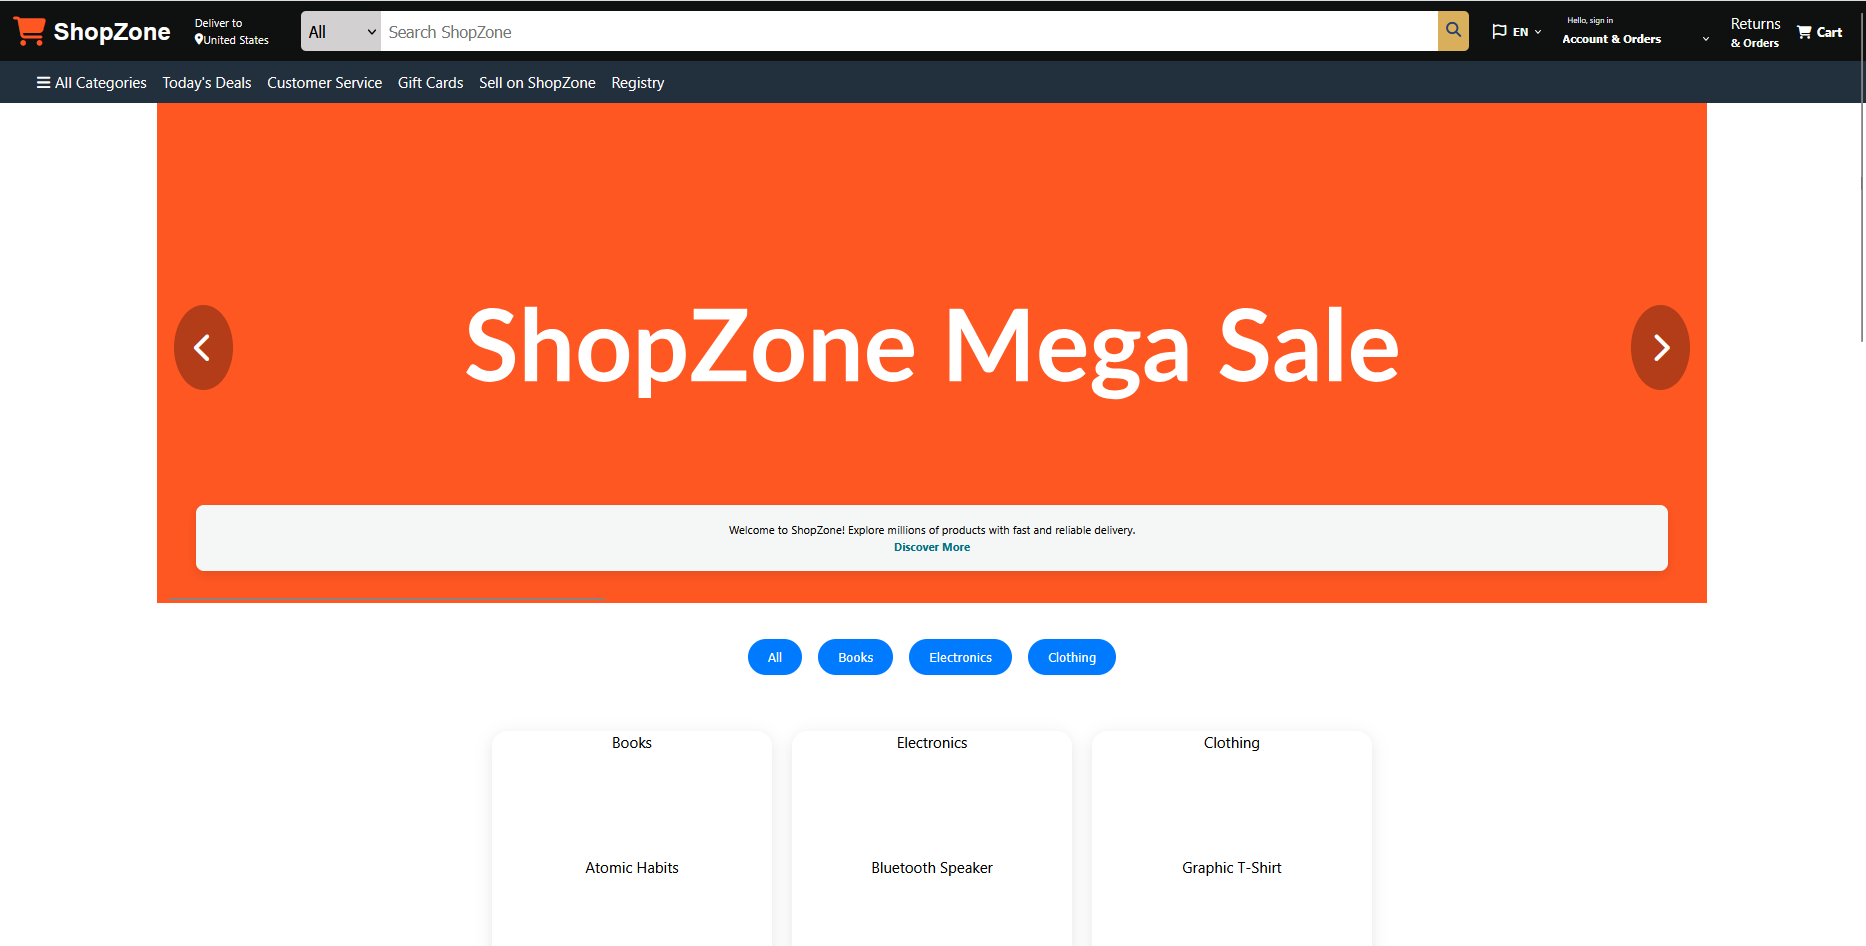 ShopZone
Deliver to
United States
All
Search ShopZone
EN
Hello, sign in
Account & Orders
Returns
& Orders
Cart
All Categories
Today's Deals
Customer Service
Gift Cards
Sell on ShopZone
Registry
ShopZone Mega Sale
Welcome to ShopZone! Explore millions of products with fast and reliable delivery.
Discover More
All
Books
Electronics
Clothing
Books
Electronics
Clothing
Atomic Habits
Bluetooth Speaker
Graphic T-Shirt